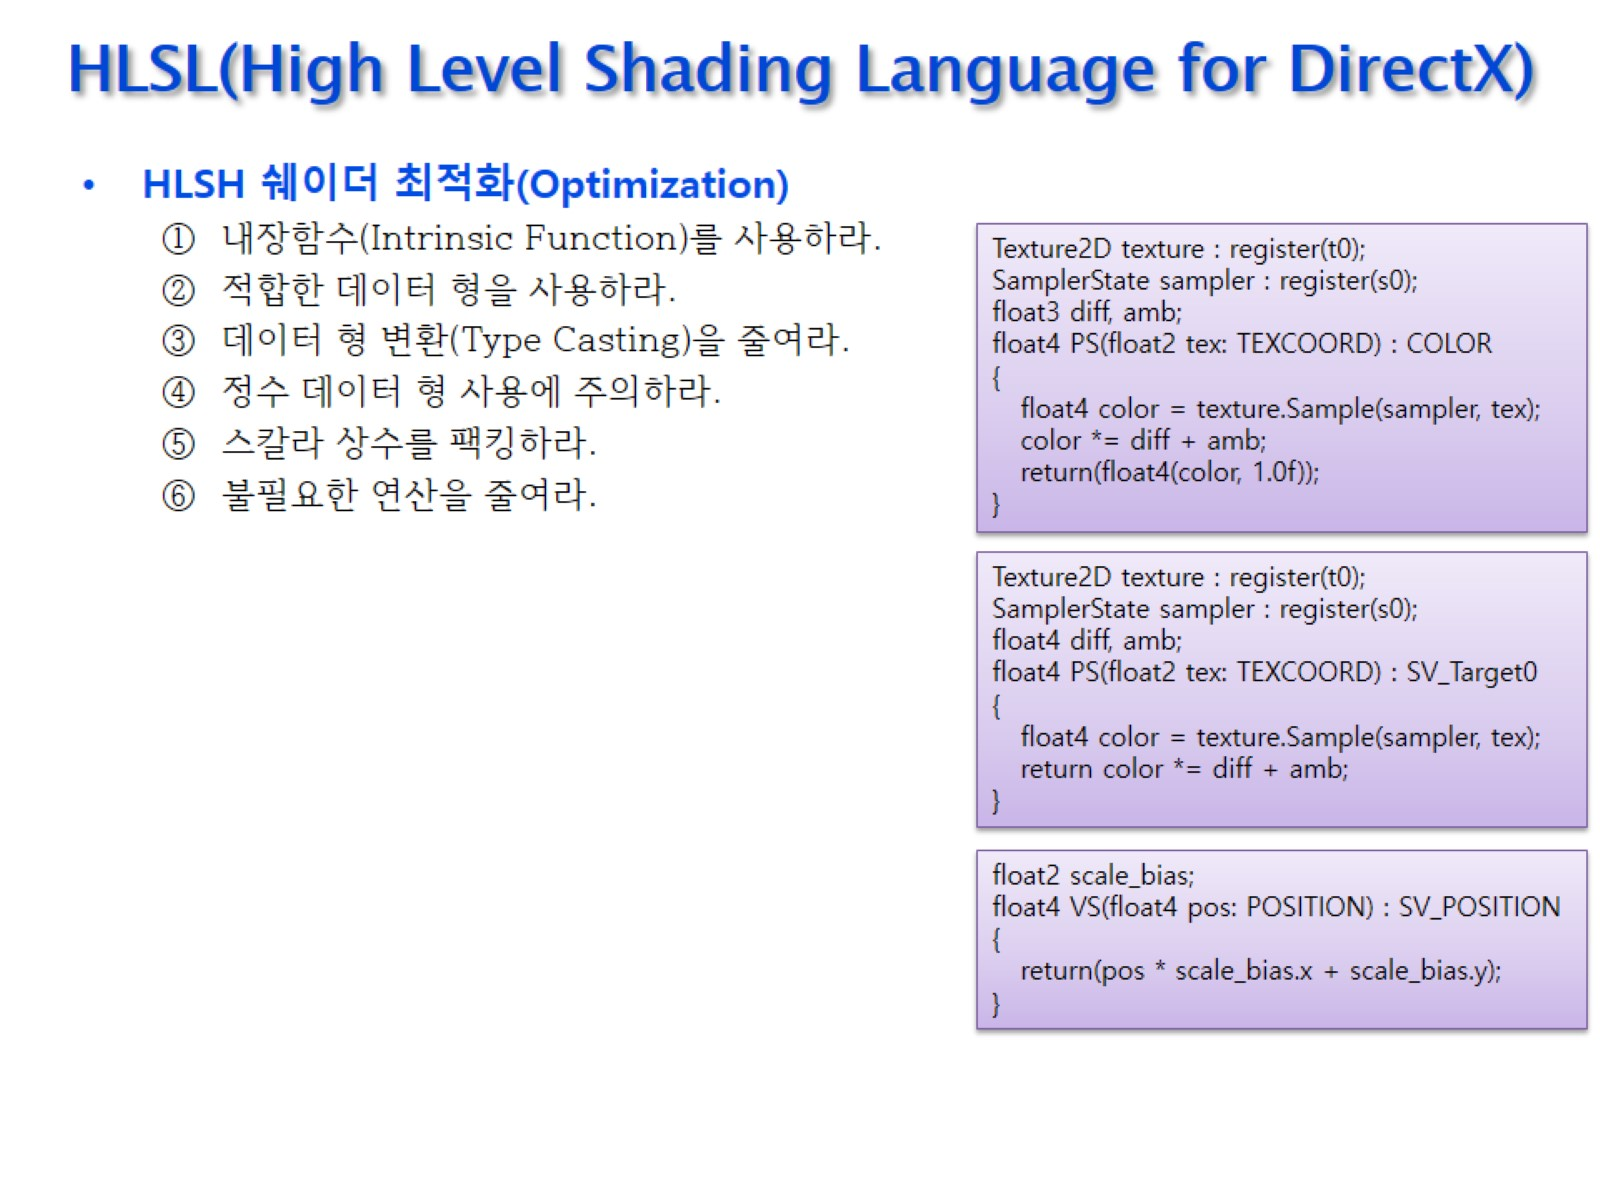 HLSL(High Level Shading Language for DirectX)
• HLSH 쉐이더 최적화(Optimization)
① 내장함수(Intrinsic Function)를 사용하라.
② 적합한 데이터 형을 사용하라.
③ 데이터 형 변환(Type Casting)을 줄여라.
④ 정수 데이터 형 사용에 주의하라.
⑤ 스칼라 상수를 팩킹하라.
⑥ 불필요한 연산을 줄여라.
Texture2D texture : register(t0);
SamplerState sampler : register(s0);
float3 diff, amb;
float4 PS(float2 tex: TEXCOORD) : COLOR
{
float4 color = texture.Sample(sampler, tex);
color *= diff + amb;
return(float4(color, 1.0f));
}
Texture2D texture : register(t0);
SamplerState sampler : register(s0);
float4 diff, amb;
float4 PS(float2 tex: TEXCOORD) : SV_Target0
{
float4 color = texture.Sample(sampler, tex);
return color *= diff + amb;
}
float2 scale_bias;
float4 VS(float4 pos: POSITION) : SV_POSITION
{
return(pos * scale_bias.x + scale_bias.y);
}